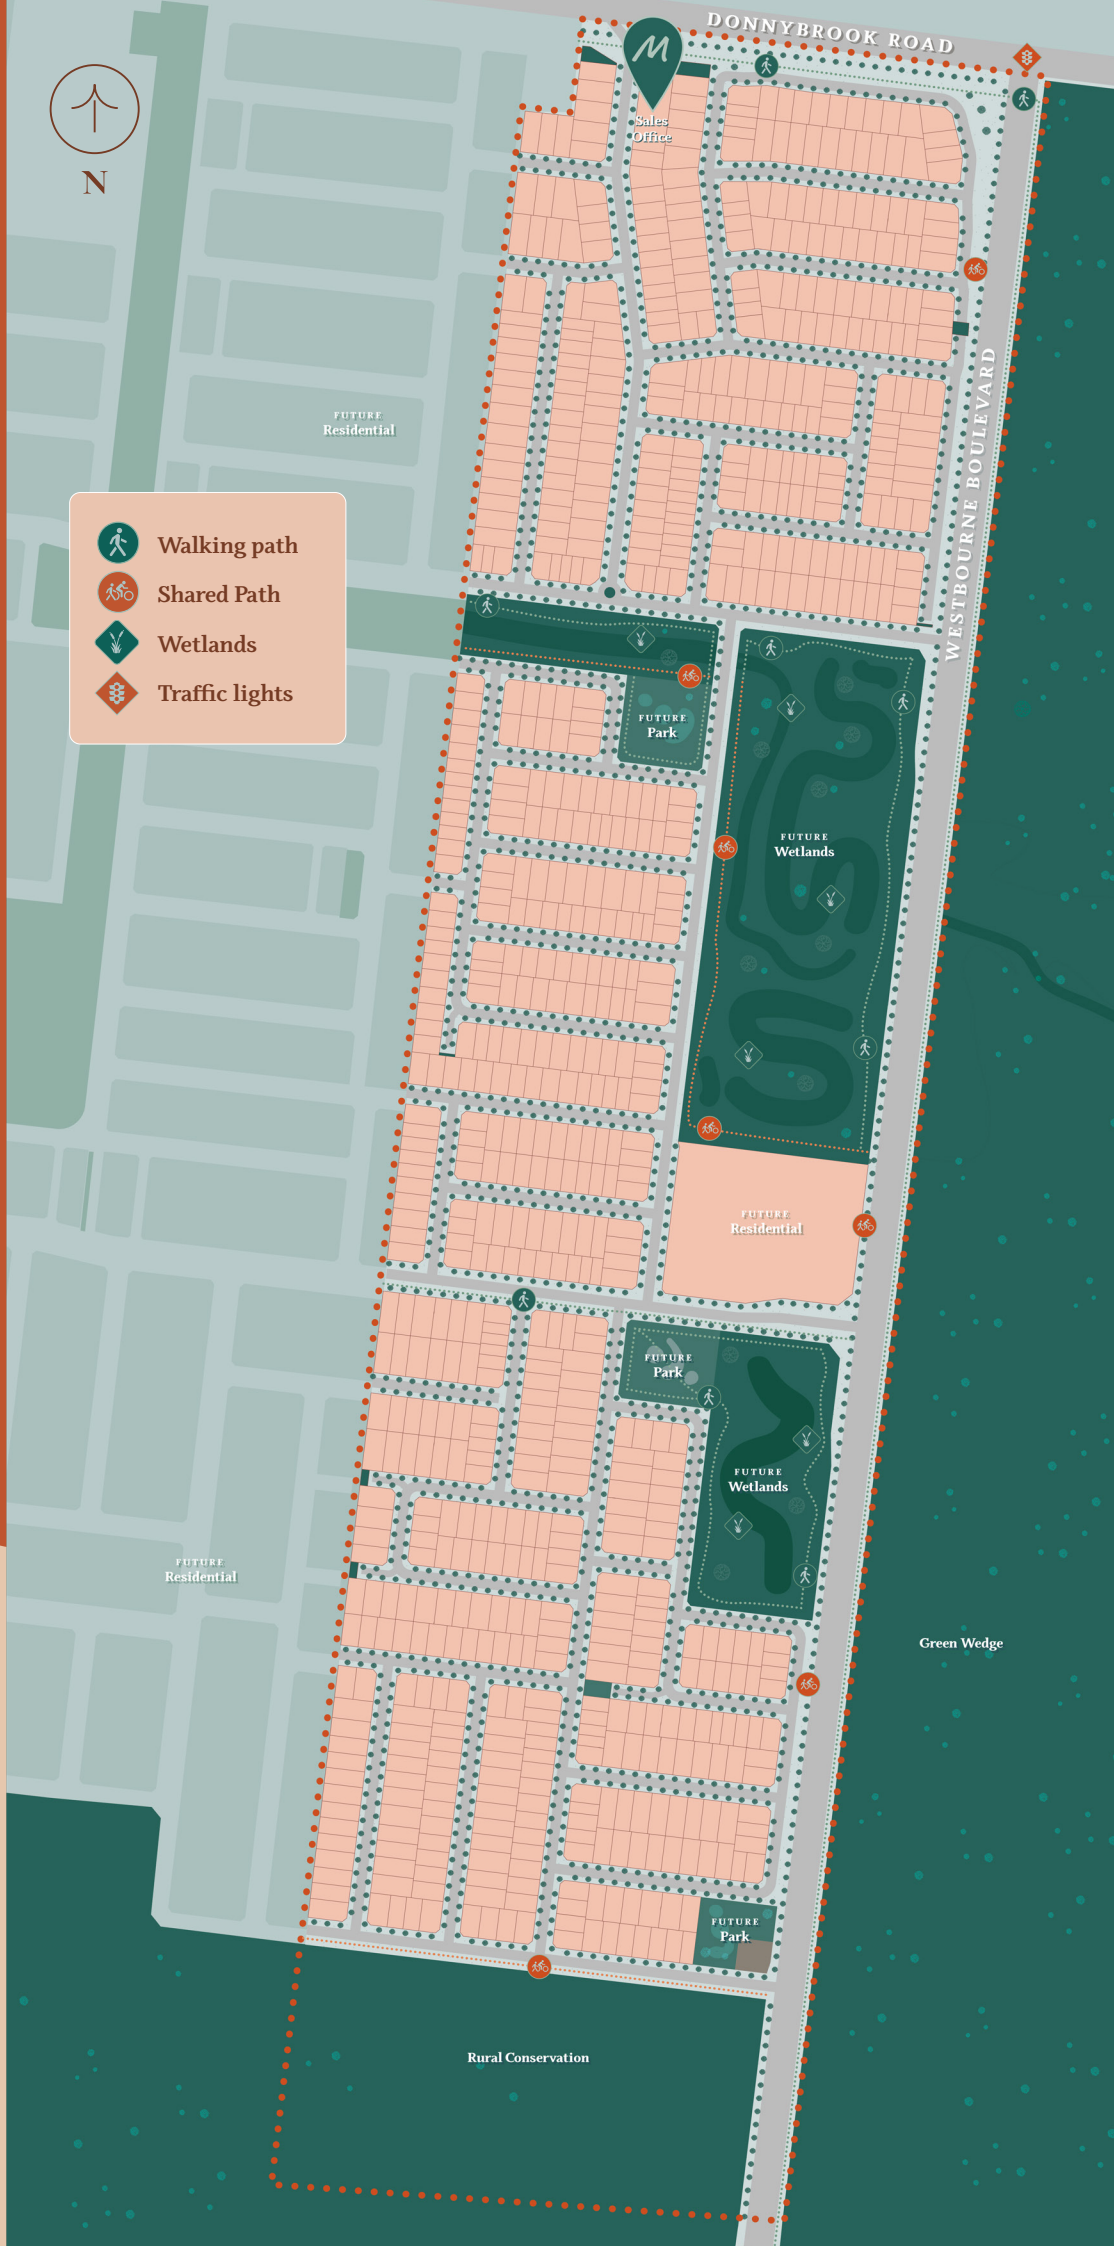 DONNYBROOK ROAD
M
Sales
Office
N
WESTBOURNE BOULEVARD
FUTURE
Residential
Walking path
Shared Path
Wetlands
Traffic lights
FUTURE
Park
FUTURE
Wetlands
FUTURE
Residential
FUTURE
Park
FUTURE
Wetlands
FUTURE
Residential
Green Wedge
FUTURE
Park
Rural Conservation